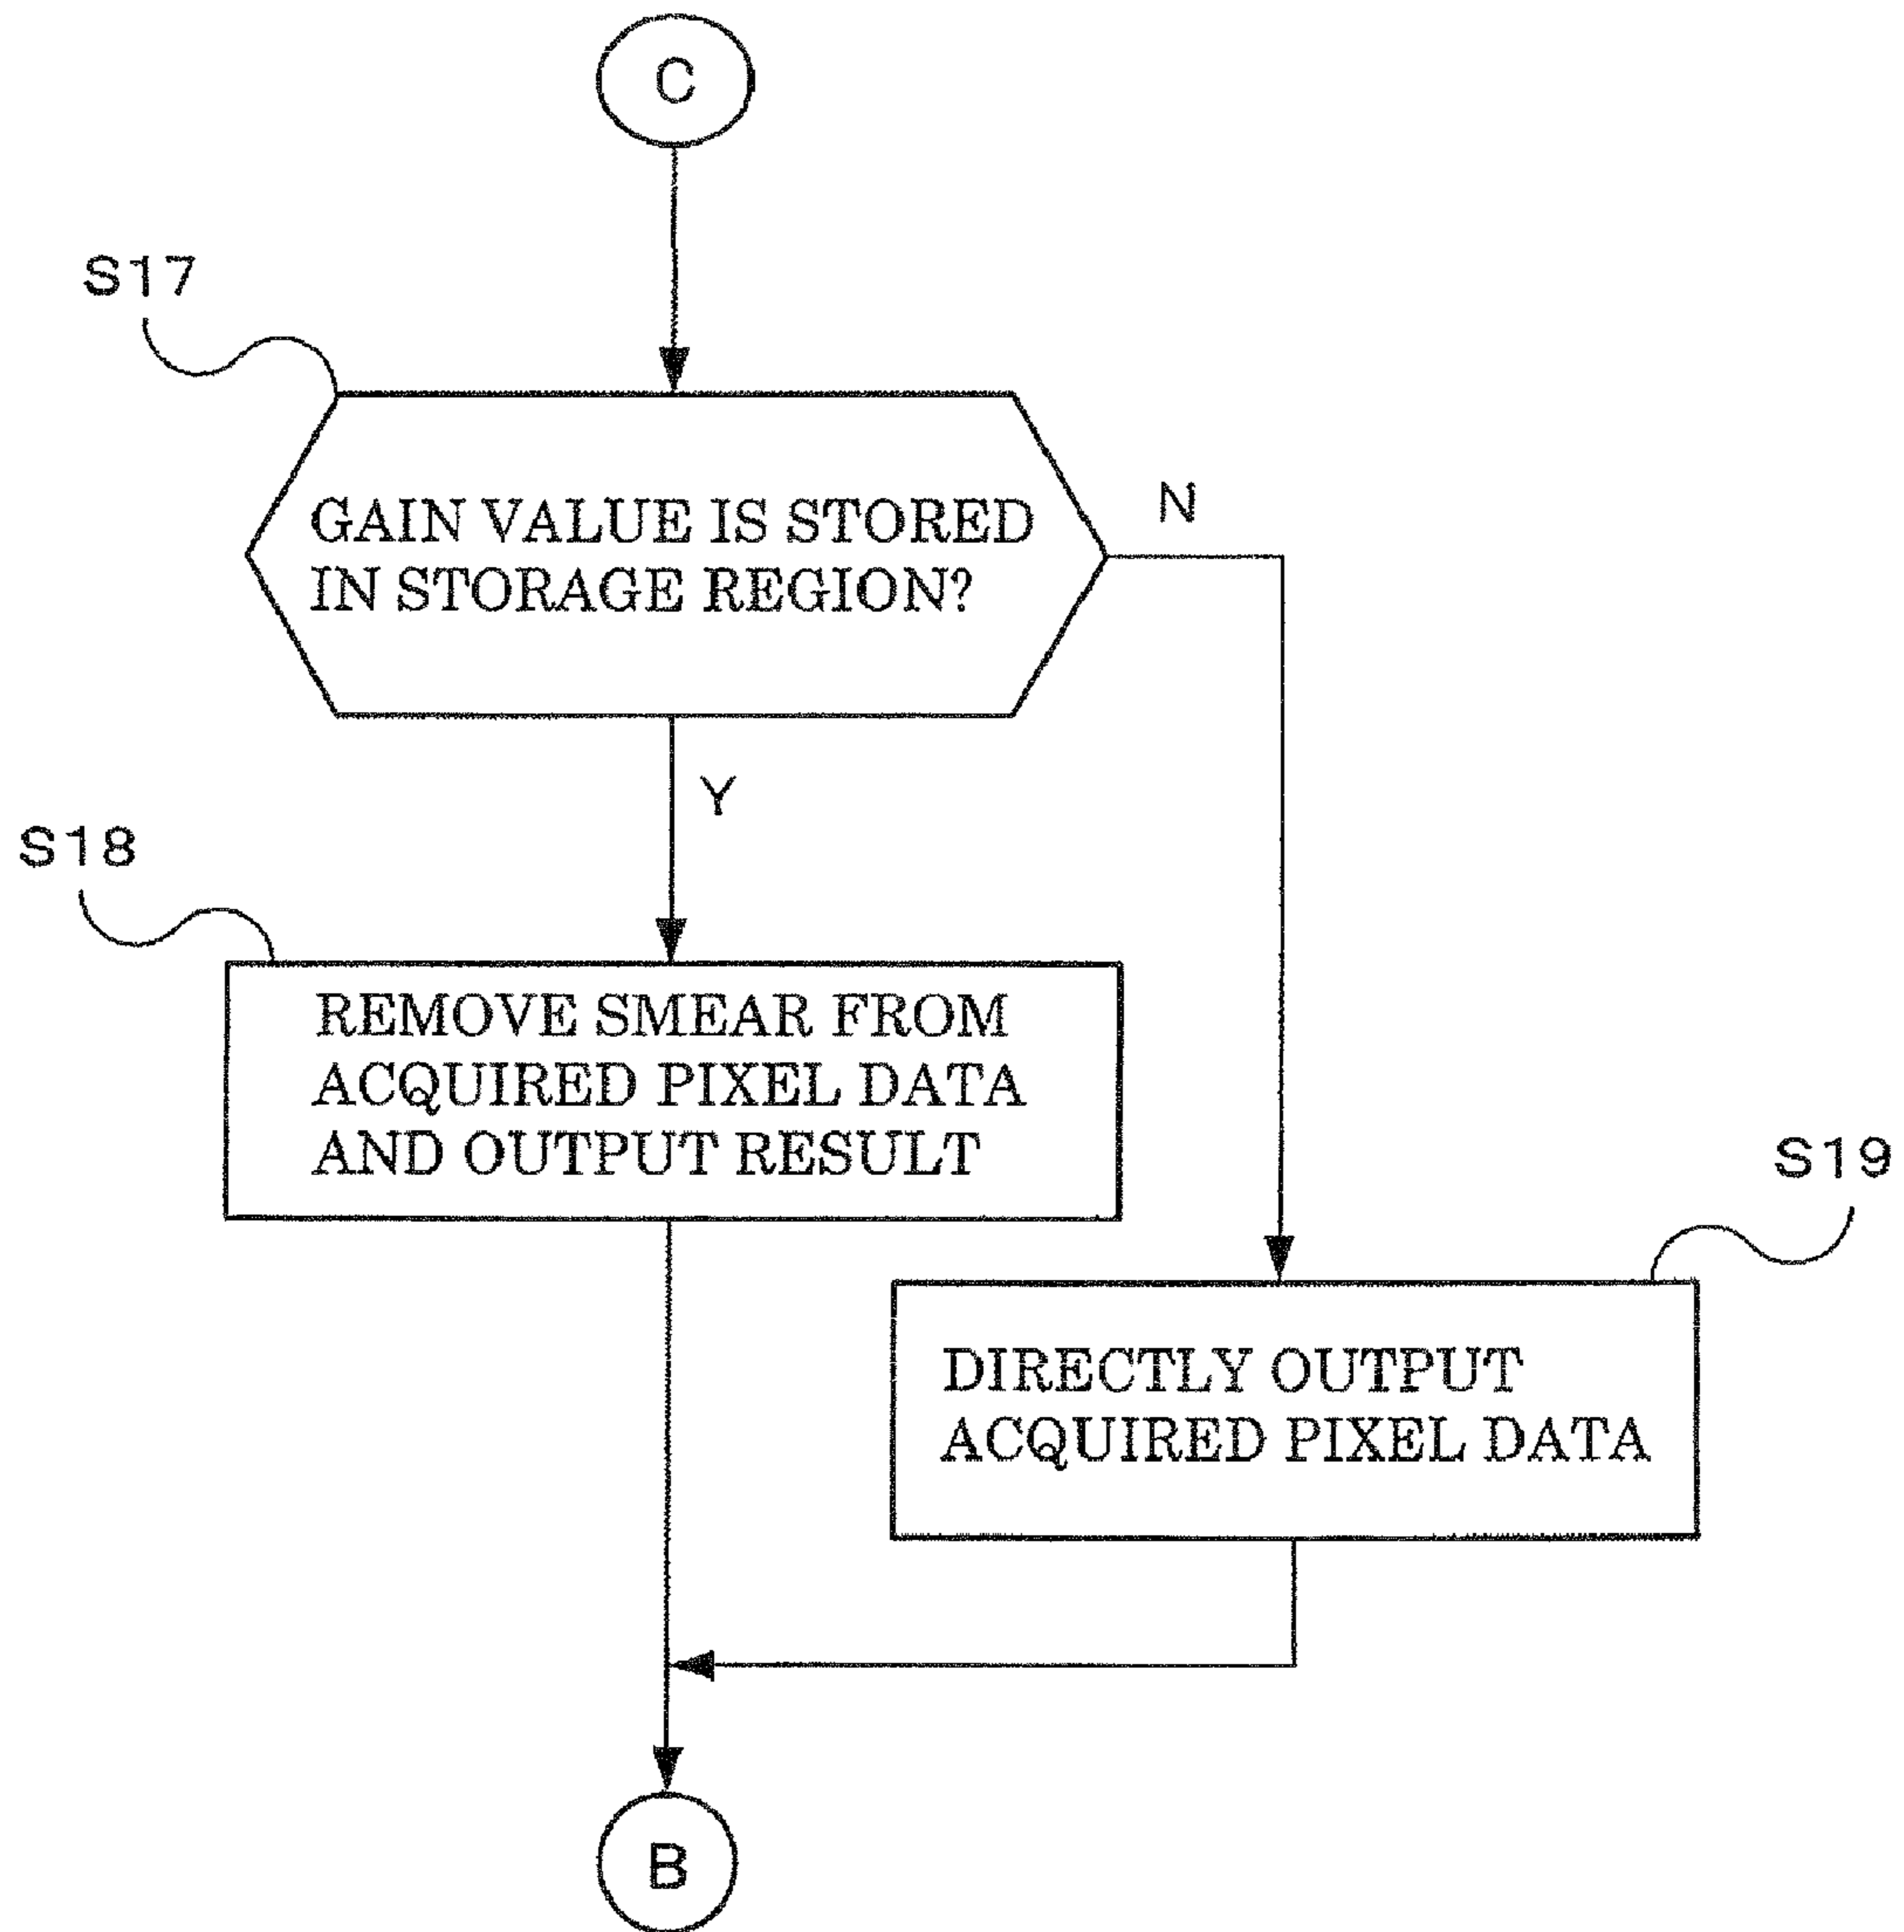 C
S17
GAIN VALUE IS STORED
IN STORAGE REGION?
N
Y
S18
REMOVE SMEAR FROM
ACQUIRED PIXEL DATA
AND OUTPUT RESULT
S19
DIRECTLY OUTPUT
ACQUIRED PIXEL DATA
B